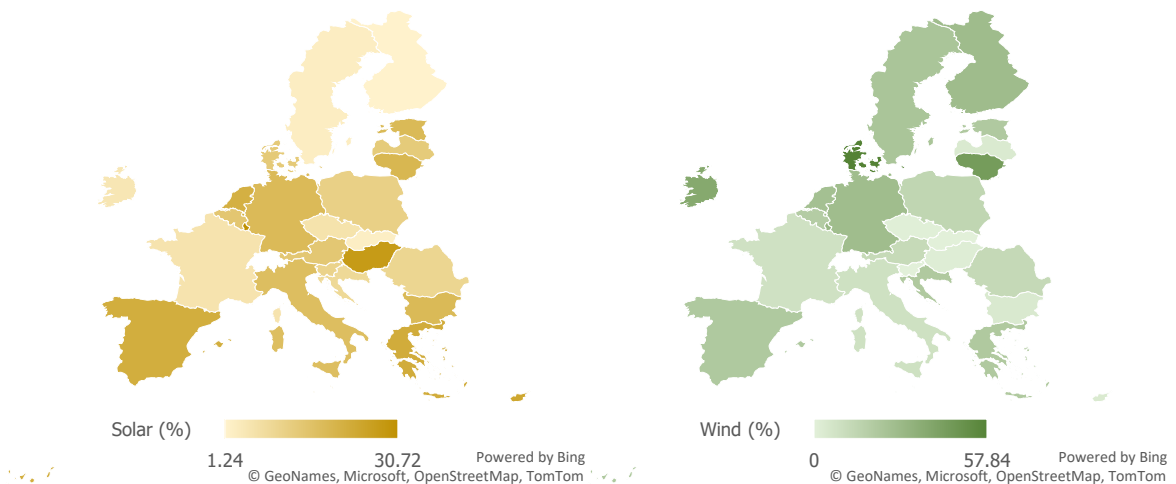 Solar (%)
1.24
30.72
Powered by Bing
© GeoNames, Microsoft, OpenStreetMap, TomTom
Wind (%)
0
57.84
Powered by Bing
© GeoNames, Microsoft, OpenStreetMap, TomTom